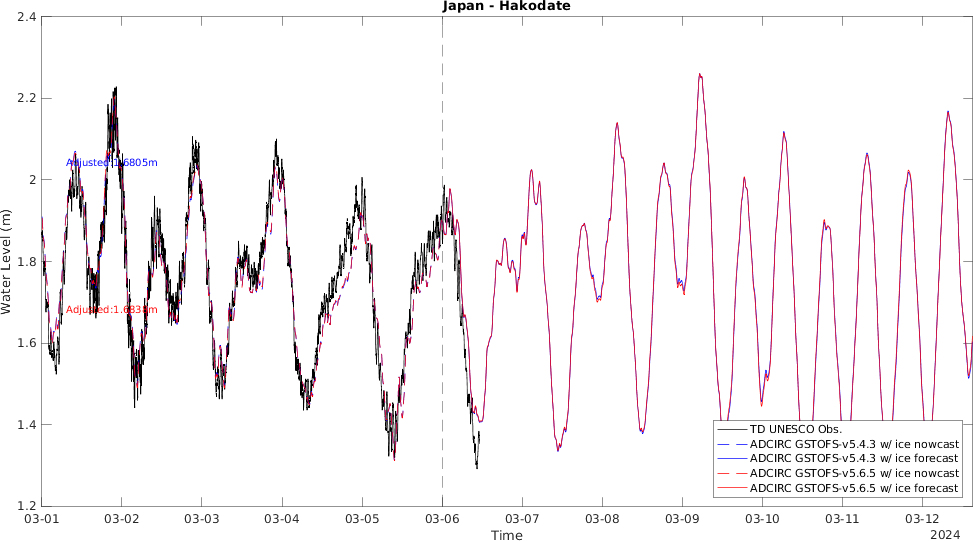 Japan - Hakodate
2.4
2.2
2
1.8
1.6
1.4
1.2
Water Level (m)
Adjusted:1.6805m
Adjusted:1.6838m
TD UNESCO Obs.
ADCIRC GSTOFS-v5.4.3 w/ ice nowcast
ADCIRC GSTOFS-v5.4.3 w/ ice forecast
ADCIRC GSTOFS-v5.6.5 w/ ice nowcast
ADCIRC GSTOFS-v5.6.5 w/ ice forecast
03-01 03-02 03-03 03-04 03-05 03-06 03-07 03-08 03-09 03-10 03-11 03-12
Time
2024